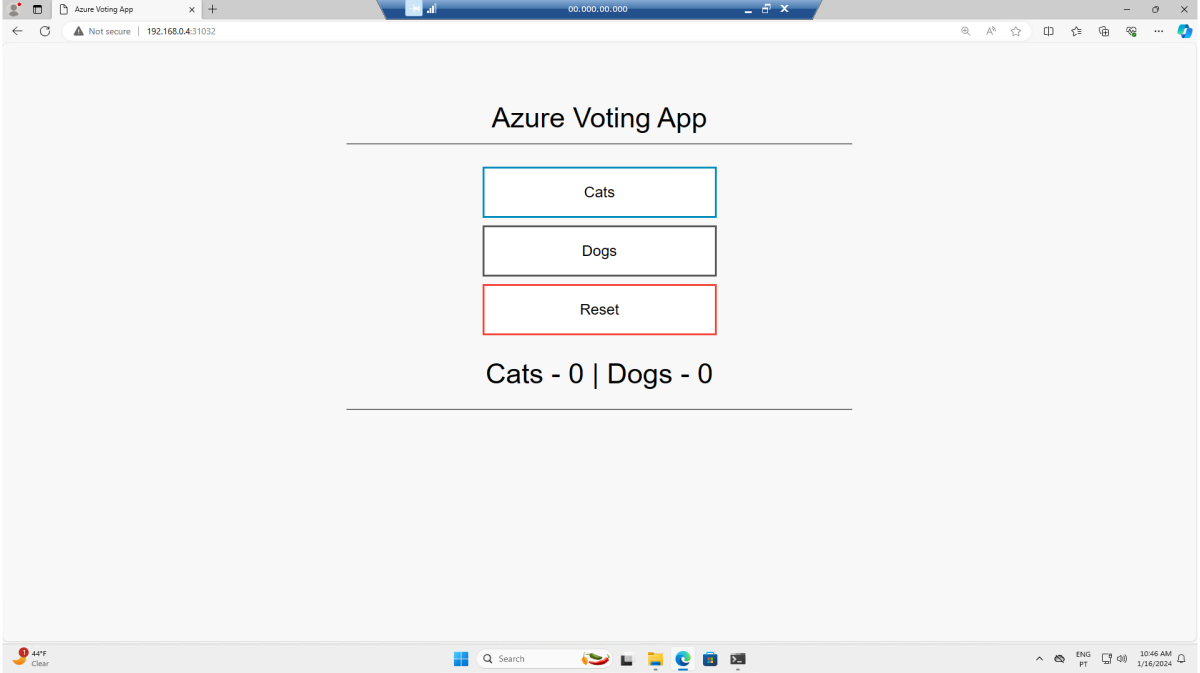 Azure Voting App
00.000.00.000
Not secure
192.168.0.4:31032
Azure Voting App
Cats
Dogs
Reset
Cats - 0 | Dogs - 0
1
44°F
Clear
Search
ENG
PT
10:46 AM
1/16/2024